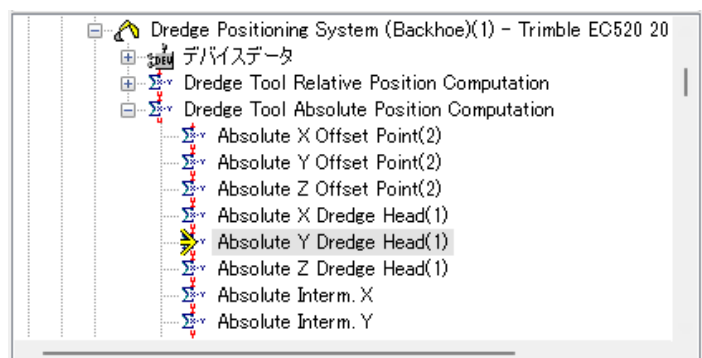 Dredge Positioning System (Backhoe)(1) - Trimble EC520 20
デバイスデータ
Dredge Tool Relative Position Computation
Dredge Tool Absolute Position Computation
Absolute X Offset Point(2)
Absolute Y Offset Point(2)
Absolute Z Offset Point(2)
Absolute X Dredge Head(1)
Absolute Y Dredge Head(1)
Absolute Z Dredge Head(1)
Absolute Interm. X
Absolute Interm. Y